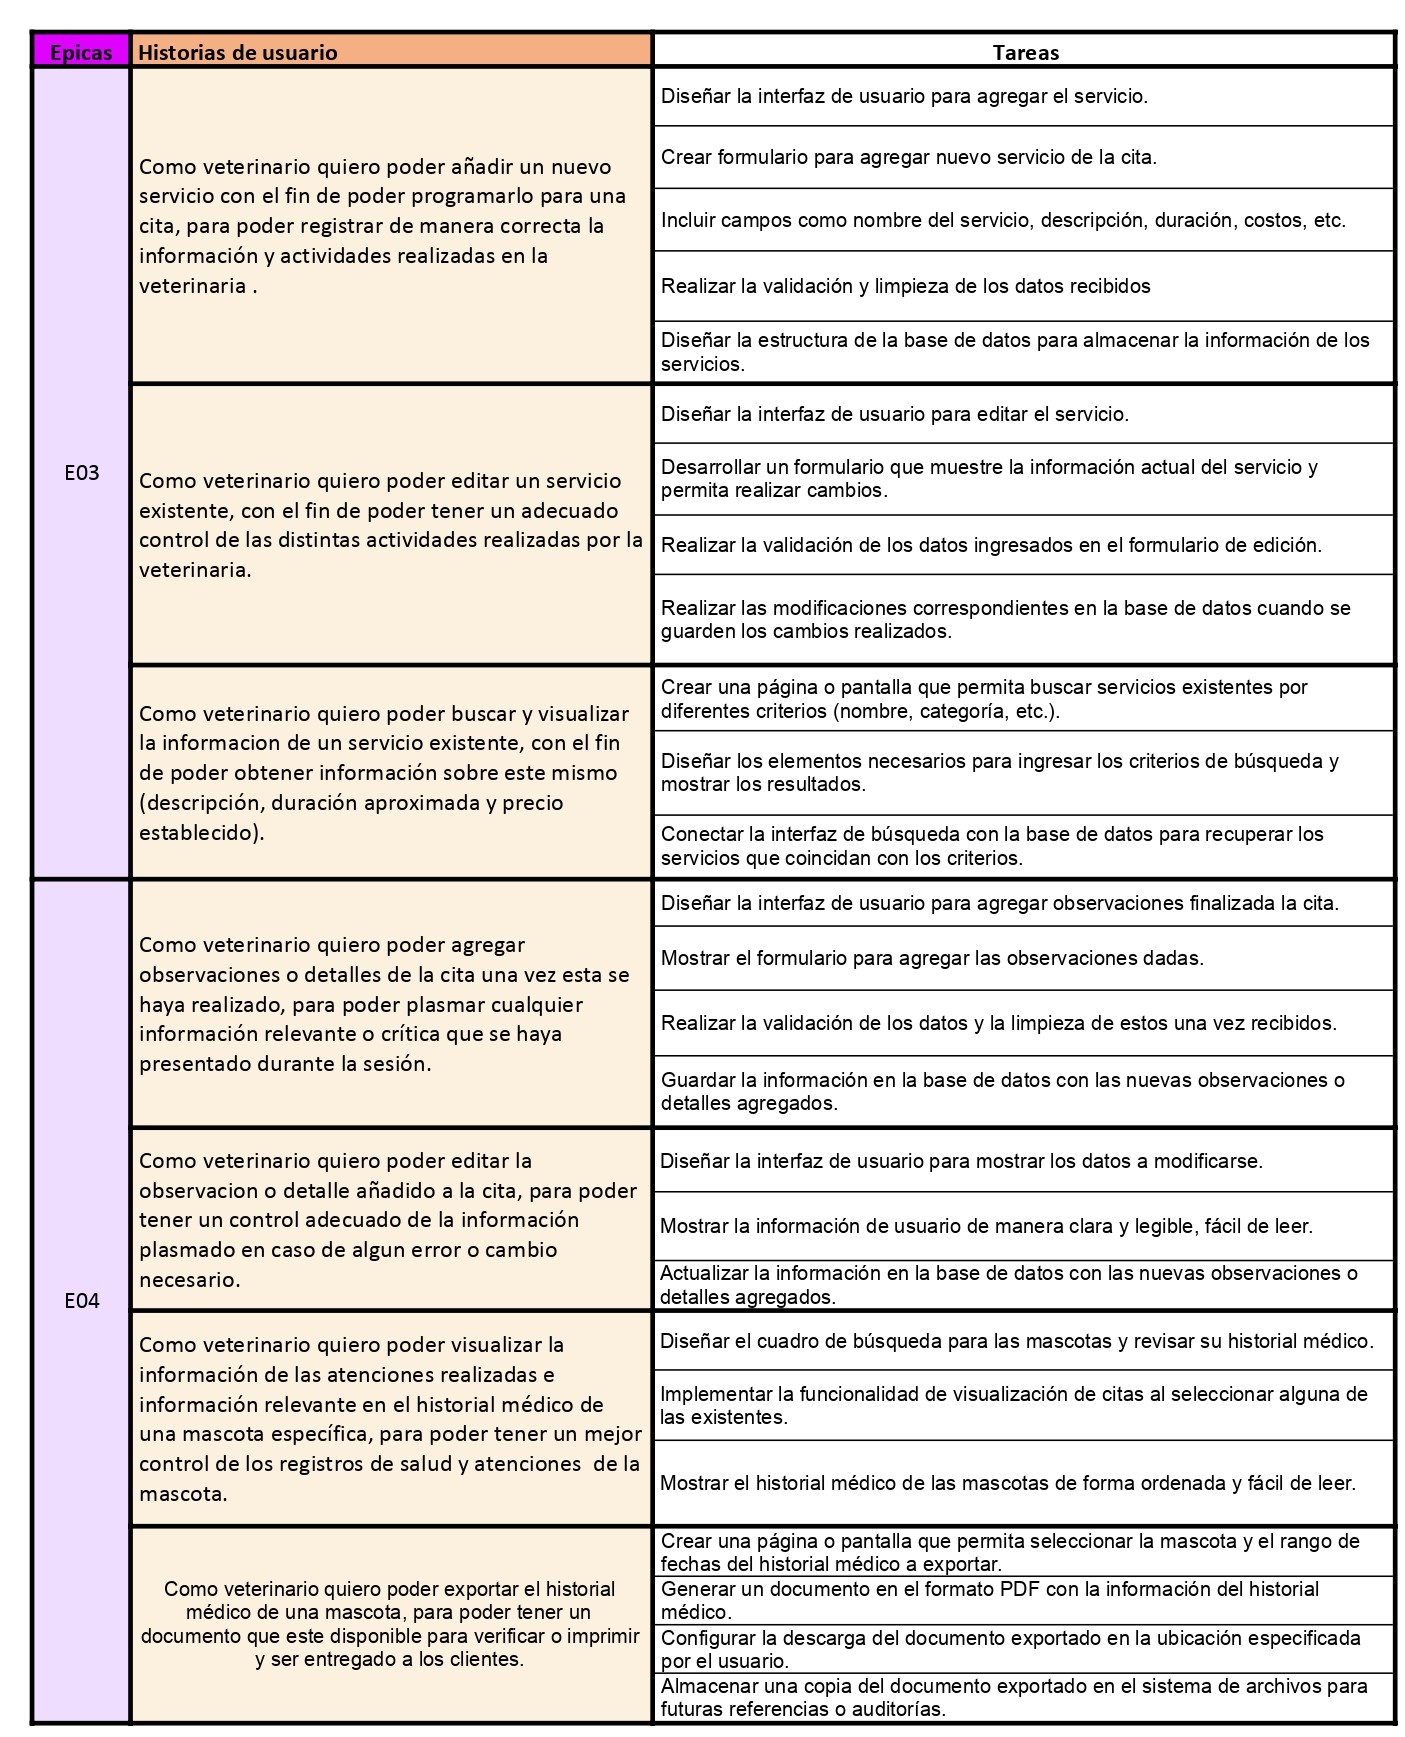 Epicas
Historias de usuario
Tareas
E03
Como veterinario quiero poder añadir un nuevo
servicio con el fin de poder programarlo para una
cita, para poder registrar de manera correcta la
información y actividades realizadas en la
veterinaria .
Diseñar la interfaz de usuario para agregar el servicio.
Crear formulario para agregar nuevo servicio de la cita.
Incluir campos como nombre del servicio, descripción, duración, costos, etc.
Realizar la validación y limpieza de los datos recibidos
Diseñar la estructura de la base de datos para almacenar la información de los
servicios.
Como veterinario quiero poder editar un servicio
existente, con el fin de poder tener un adecuado
control de las distintas actividades realizadas por la
veterinaria.
Diseñar la interfaz de usuario para editar el servicio.
Desarrollar un formulario que muestre la información actual del servicio y
permita realizar cambios.
Realizar la validación de los datos ingresados en el formulario de edición.
Realizar las modificaciones correspondientes en la base de datos cuando se
guarden los cambios realizados.
Como veterinario quiero poder buscar y visualizar
la informacion de un servicio existente, con el fin
de poder obtener información sobre este mismo
(descripción, duración aproximada y precio
establecido).
Crear una página o pantalla que permita buscar servicios existentes por
diferentes criterios (nombre, categoría, etc.).
Diseñar los elementos necesarios para ingresar los criterios de búsqueda y
mostrar los resultados.
Conectar la interfaz de búsqueda con la base de datos para recuperar los
servicios que coincidan con los criterios.
E04
Como veterinario quiero poder agregar
observaciones o detalles de la cita una vez esta se
haya realizado, para poder plasmar cualquier
información relevante o crítica que se haya
presentado durante la sesión.
Diseñar la interfaz de usuario para agregar observaciones finalizada la cita.
Mostrar el formulario para agregar las observaciones dadas.
Realizar la validación de los datos y la limpieza de estos una vez recibidos.
Guardar la información en la base de datos con las nuevas observaciones o
detalles agregados.
Como veterinario quiero poder editar la
observacion o detalle añadido a la cita, para poder
tener un control adecuado de la información
plasmado en caso de algun error o cambio
necesario.
Diseñar la interfaz de usuario para mostrar los datos a modificarse.
Mostrar la información de usuario de manera clara y legible, fácil de leer.
Actualizar la información en la base de datos con las nuevas observaciones o
detalles agregados.
Como veterinario quiero poder visualizar la
información de las atenciones realizadas e
información relevante en el historial médico de
una mascota específica, para poder tener un mejor
control de los registros de salud y atenciones  de la
mascota.
Diseñar el cuadro de búsqueda para las mascotas y revisar su historial médico.
Implementar la funcionalidad de visualización de citas al seleccionar alguna de
las existentes.
Mostrar el historial médico de las mascotas de forma ordenada y fácil de leer.
Como veterinario quiero poder exportar el historial
médico de una mascota, para poder tener un
documento que este disponible para verificar o imprimir
y ser entregado a los clientes.
Crear una página o pantalla que permita seleccionar la mascota y el rango de
fechas del historial médico a exportar.
Generar un documento en el formato PDF con la información del historial
médico.
Configurar la descarga del documento exportado en la ubicación especificada
por el usuario.
Almacenar una copia del documento exportado en el sistema de archivos para
futuras referencias o auditorías.